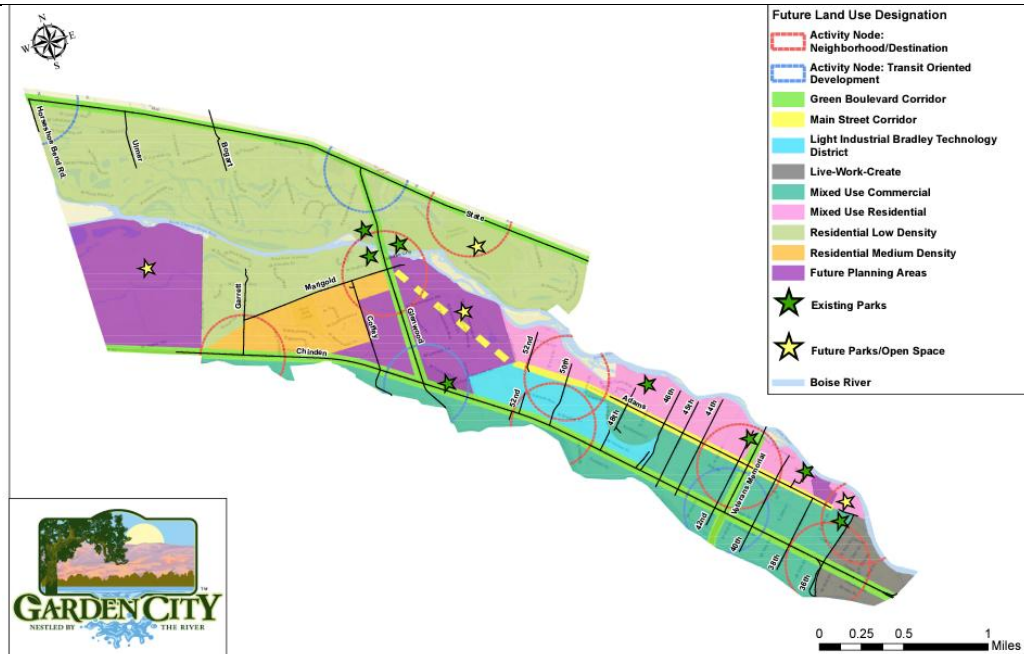 N
W
E
S
Future Land Use Designation
Activity Node:
Neighborhood/Destination
Activity Node: Transit Oriented
Development
Green Boulevard Corridor
Main Street Corridor
Light Industrial Bradley Technology
District
Live-Work-Create
Mixed Use Commercial
Mixed Use Residential
Residential Low Density
Residential Medium Density
Future Planning Areas
Existing Parks
Future Parks/Open Space
Boise River
Horseshoe Bend Rd.
Ulmer
Bogart
State
Garrett
Marigold
Coffey
Glenwood
Chinden
52nd
50th
52nd
48th
Adams
46th
45th
44th
Veterans Memorial
42nd
40th
38th
36th
GARDEN CITY
NESTLED BY THE RIVER
TM
0 0.25 0.5 1
Miles